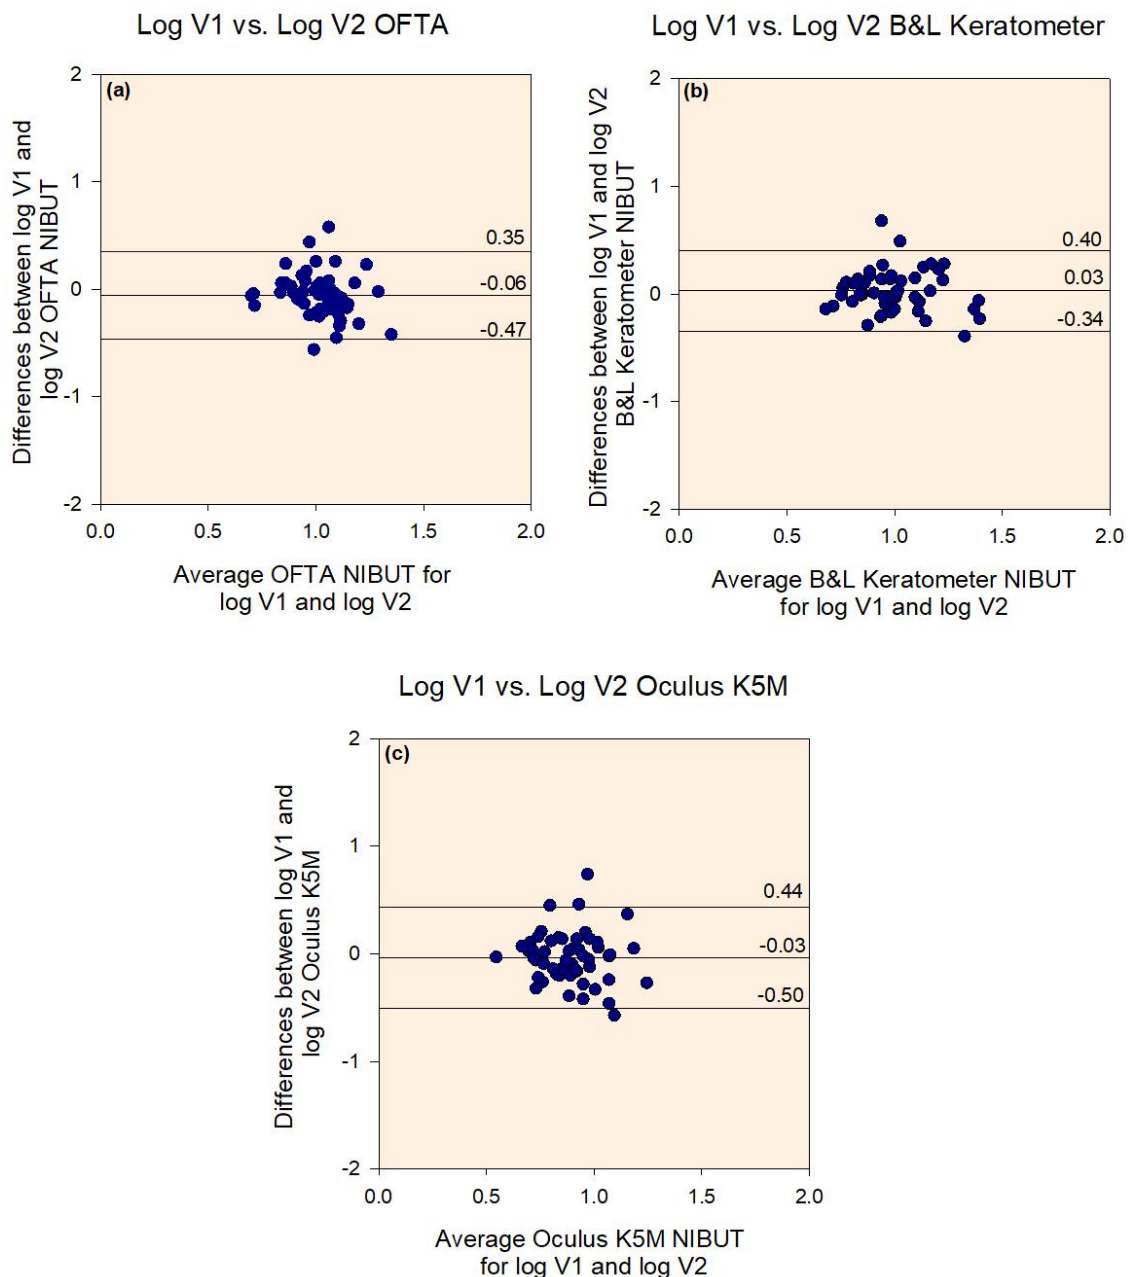 Log V1 vs. Log V2 OFTA
(a)
Differences between log V1 and
log V2 OFTA NIBUT
2
1
0
-1
-2
0.35
-0.06
-0.47
0.0
0.5
1.0
1.5
2.0
Average OFTA NIBUT for
log V1 and log V2
Log V1 vs. Log V2 B&L Keratometer
(b)
Differences between log V1 and log V2
B&L Keratometer NIBUT
2
1
0
-1
-2
0.40
0.03
-0.34
0.0
0.5
1.0
1.5
2.0
Average B&L Keratometer NIBUT
for log V1 and log V2
Log V1 vs. Log V2 Oculus K5M
(c)
Differences between log V1 and
log V2 Oculus K5M
2
1
0
-1
-2
0.44
-0.03
-0.50
0.0
0.5
1.0
1.5
2.0
Average Oculus K5M NIBUT
for log V1 and log V2